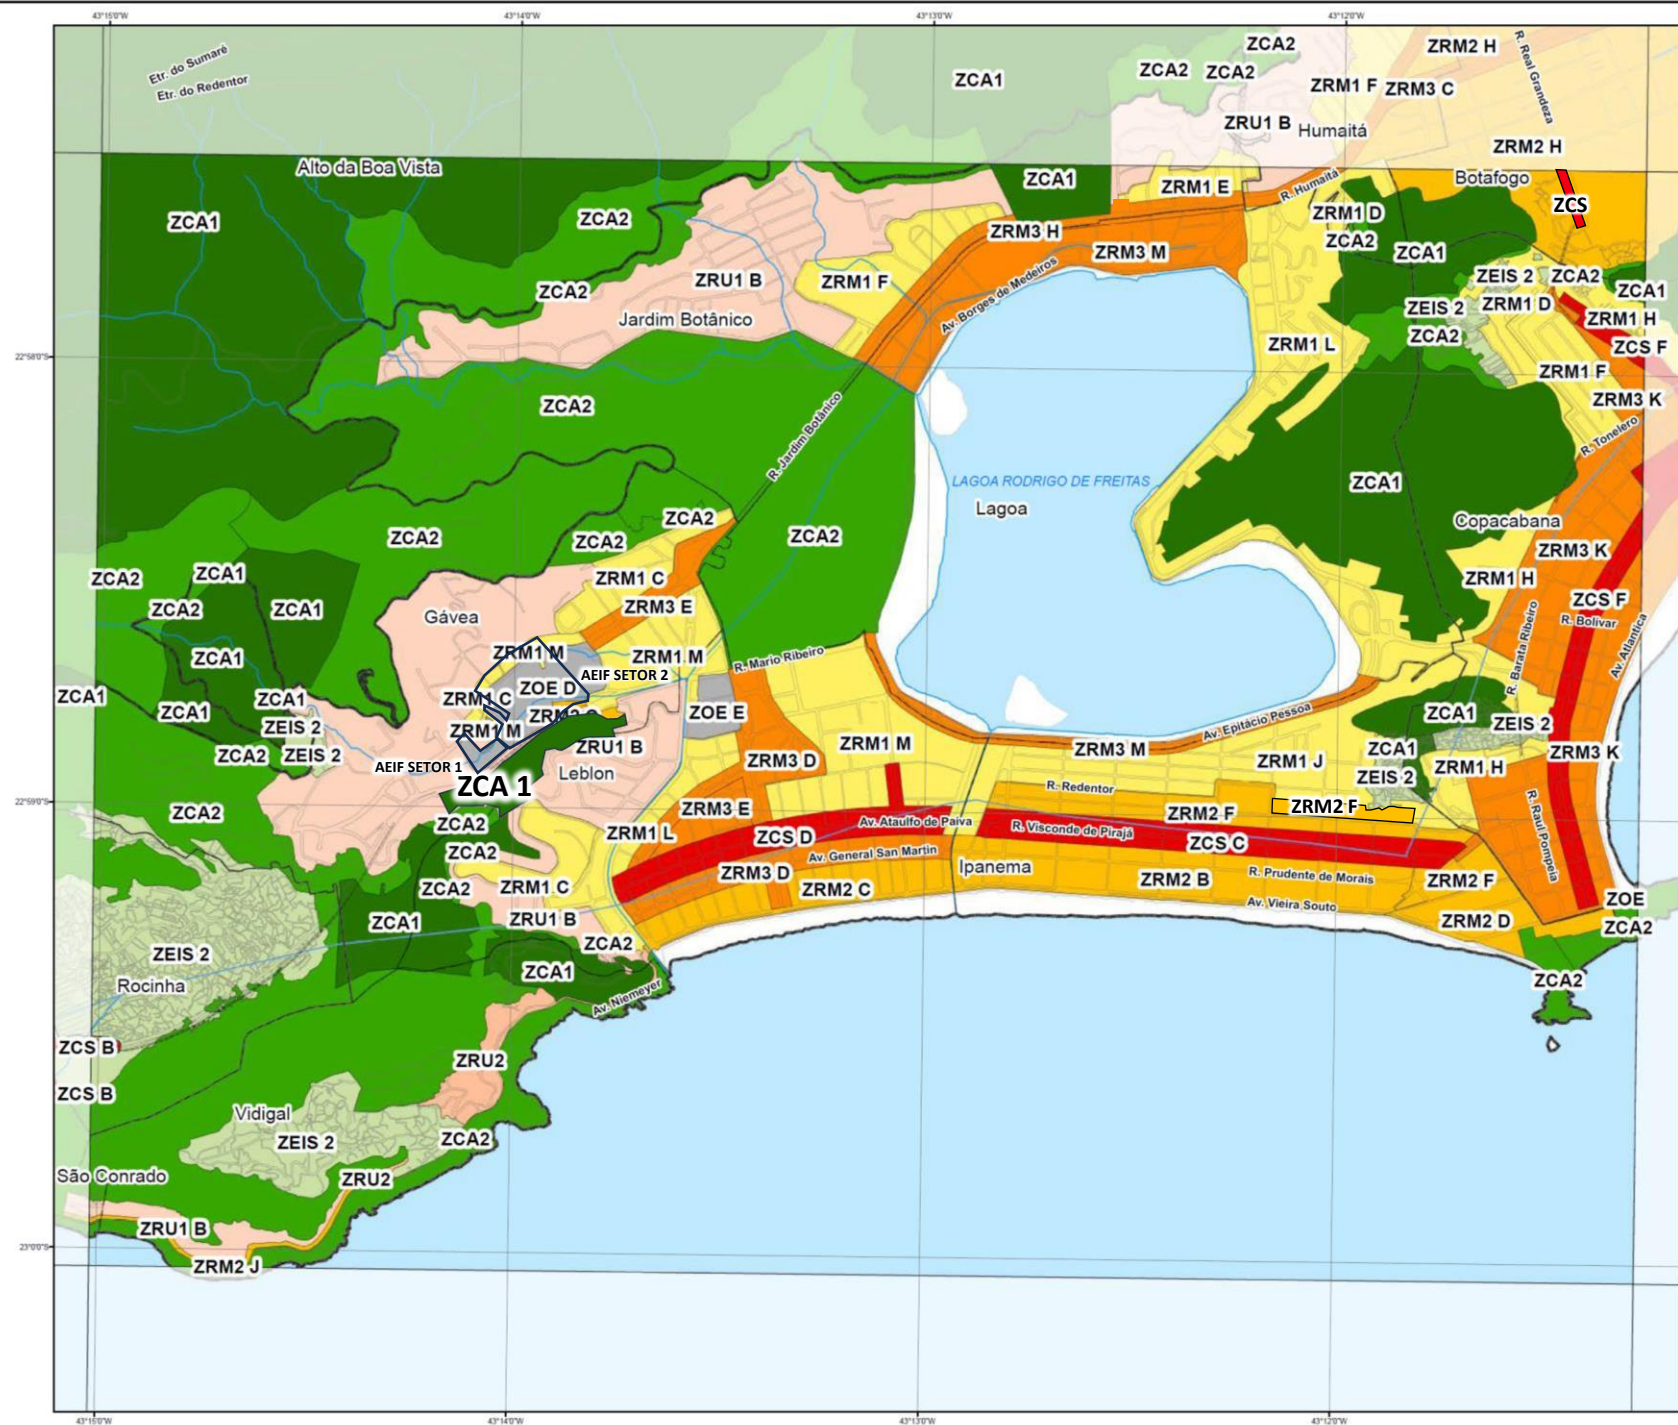 43°15'0"W
43°14'0"W
43°13'0"W
43°12'0"W
Etr. do Sumaré
Etr. do Redentor
ZCA1
ZCA2
ZCA2
ZCA2
ZRM2 H
R. Real Grandeza
ZRM1 F
ZRM3 C
ZRU1 B
Humaitá
ZRM2 H
Alto da Boa Vista
ZCA1
ZRM1 E
R. Humaitá
Botafogo
ZCS
ZCA1
ZCA2
ZRM3 H
ZRM3 M
ZRM1 D
ZCA2
ZCA1
ZCA2
ZRU1 B
ZRM1 F
Av. Borges de Medeiros
ZEIS 2
ZCA2
ZCA1
ZEIS 2
ZRM1 D
ZRM1 H
Jardim Botânico
ZCA2
ZRM1 L
ZCS F
22°58'0"S
ZRM1 F
ZCA2
ZRM3 K
R. Jardim Botânico
R. Tonelero
LAGOA RODRIGO DE FREITAS
Lagoa
ZCA1
ZCA2
ZCA2
ZCA2
ZCA2
Copacabana
ZRM3 K
ZCA2
ZCA1
ZRM1 C
ZRM1 H
ZCA2
ZCA1
ZRM3 E
ZCS F
R. Bolivar
Gávea
R. Barata Ribeiro
Av. Atlantica
ZCA1
ZRM1 M
ZRM1 M
R. Mario Ribeiro
AEIF SETOR 2
ZCA1
ZCA1
ZRM1 C
ZOE D
ZCA1
ZOE E
ZCA1
ZEIS 2
ZEIS 2
ZRM1 M
Av. Epitácio Pessoa
ZCA2
ZEIS 2
ZRU1 B
ZRM1 M
ZRM3 M
ZCA1
ZRM3 K
AEIF SETOR 1
Leblon
ZRM3 D
ZRM1 J
ZEIS 2
ZRM1 H
ZCA 1
R. Redentor
22°59'0"S
ZCA2
ZRM3 E
ZRM2 F
ZRM2 F
ZCA2
ZRM1 L
ZCS D
Av. Ataulfo de Paiva
R. Visconde de Pirajá
ZCS C
R. Raul Pompeia
ZCA2
Av. General San Martin
Ipanema
ZCA2
ZRM1 C
ZRM3 D
ZRM2 C
ZRM2 B
R. Prudente de Morais
ZRM2 F
Av. Vieira Souto
ZOE
ZCA1
ZRU1 B
ZRM2 D
ZCA2
ZEIS 2
ZCA2
Rocinha
ZCA1
ZCA2
Av. Niemeyer
ZCS B
ZRU2
ZCS B
Vidigal
ZEIS 2
ZCA2
São Conrado
ZRU2
ZRU1 B
23°0'0"S
ZRM2 J
43°15'0"W
43°14'0"W
43°13'0"W
43°12'0"W